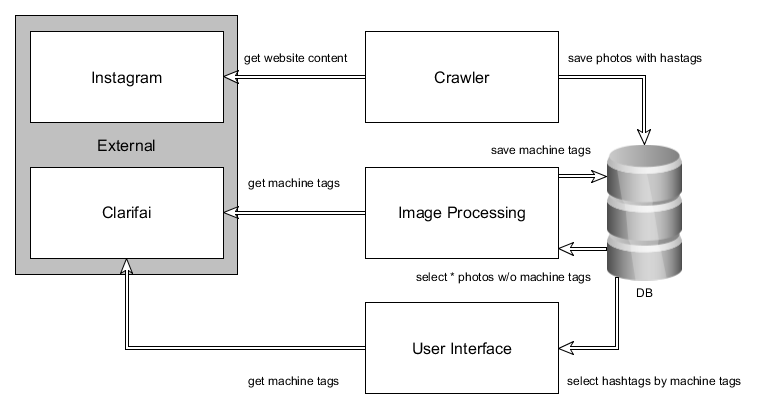 get website content
save photos with hastags
Instagram
Crawler
External
save machine tags
get machine tags
Clarifai
Image Processing
select * photos w/o machine tags
DB
User Interface
get machine tags
select hashtags by machine tags